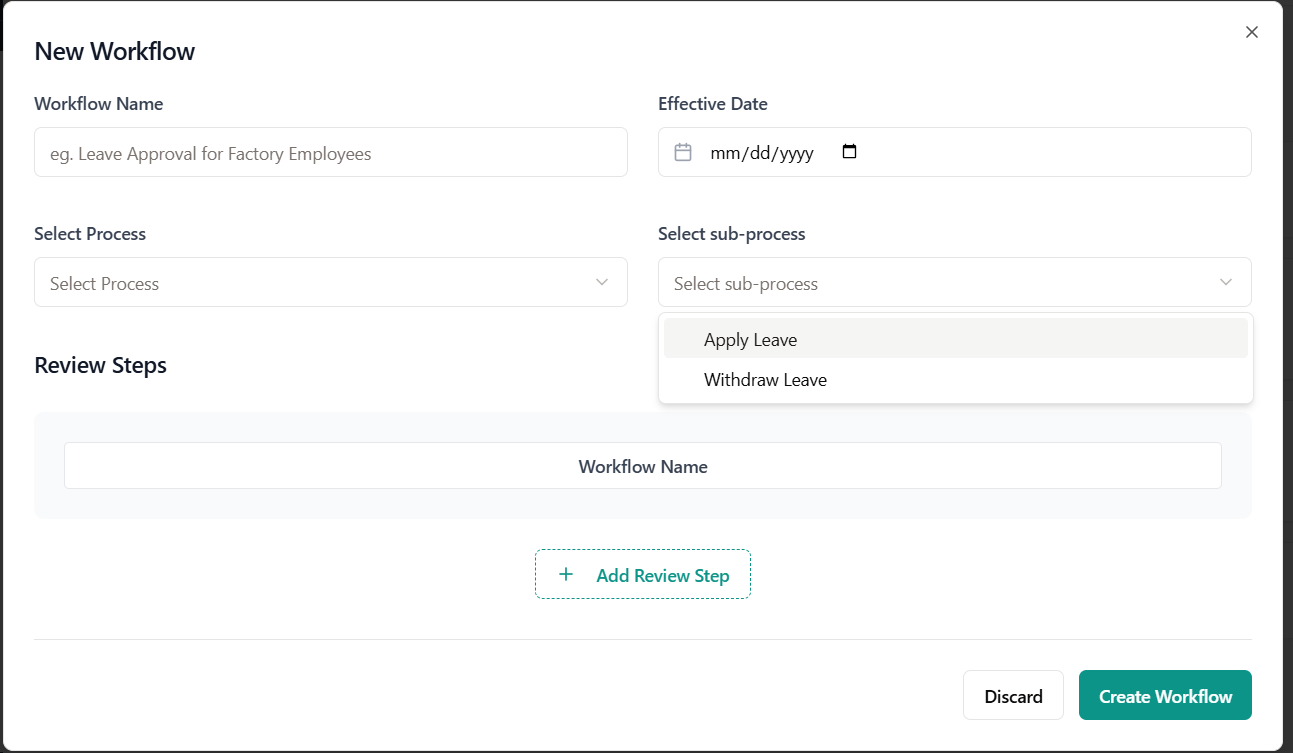 New Workflow
Workflow Name
Effective Date
eg. Leave Approval for Factory Employees
mm/dd/yyyy
Select Process
Select sub-process
Select Process
Select sub-process
Apply Leave
Withdraw Leave
Review Steps
Workflow Name
Add Review Step
Discard
Create Workflow